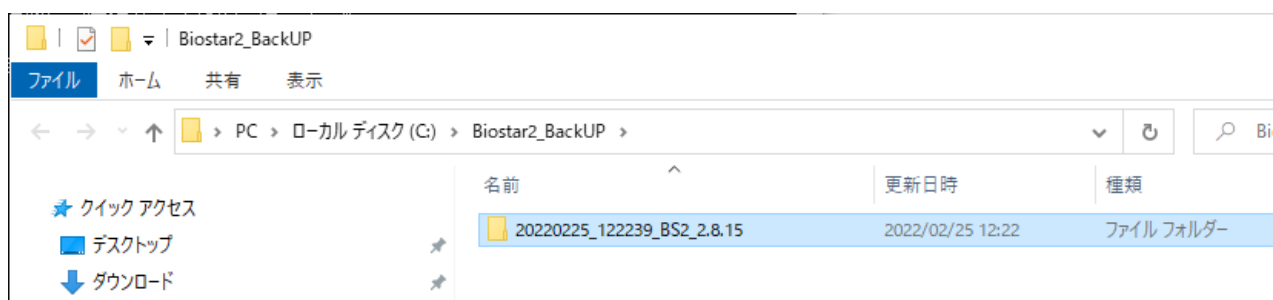 Biostar2_BackUP
ファイル ホーム 共有 表示
PC > ローカル ディスク (C:) > Biostar2_BackUP >
名前 更新日時 種類
クイック アクセス
20220225_122239_BS2_2.8.15 2022/02/25 12:22 ファイル フォルダー
デスクトップ
ダウンロード